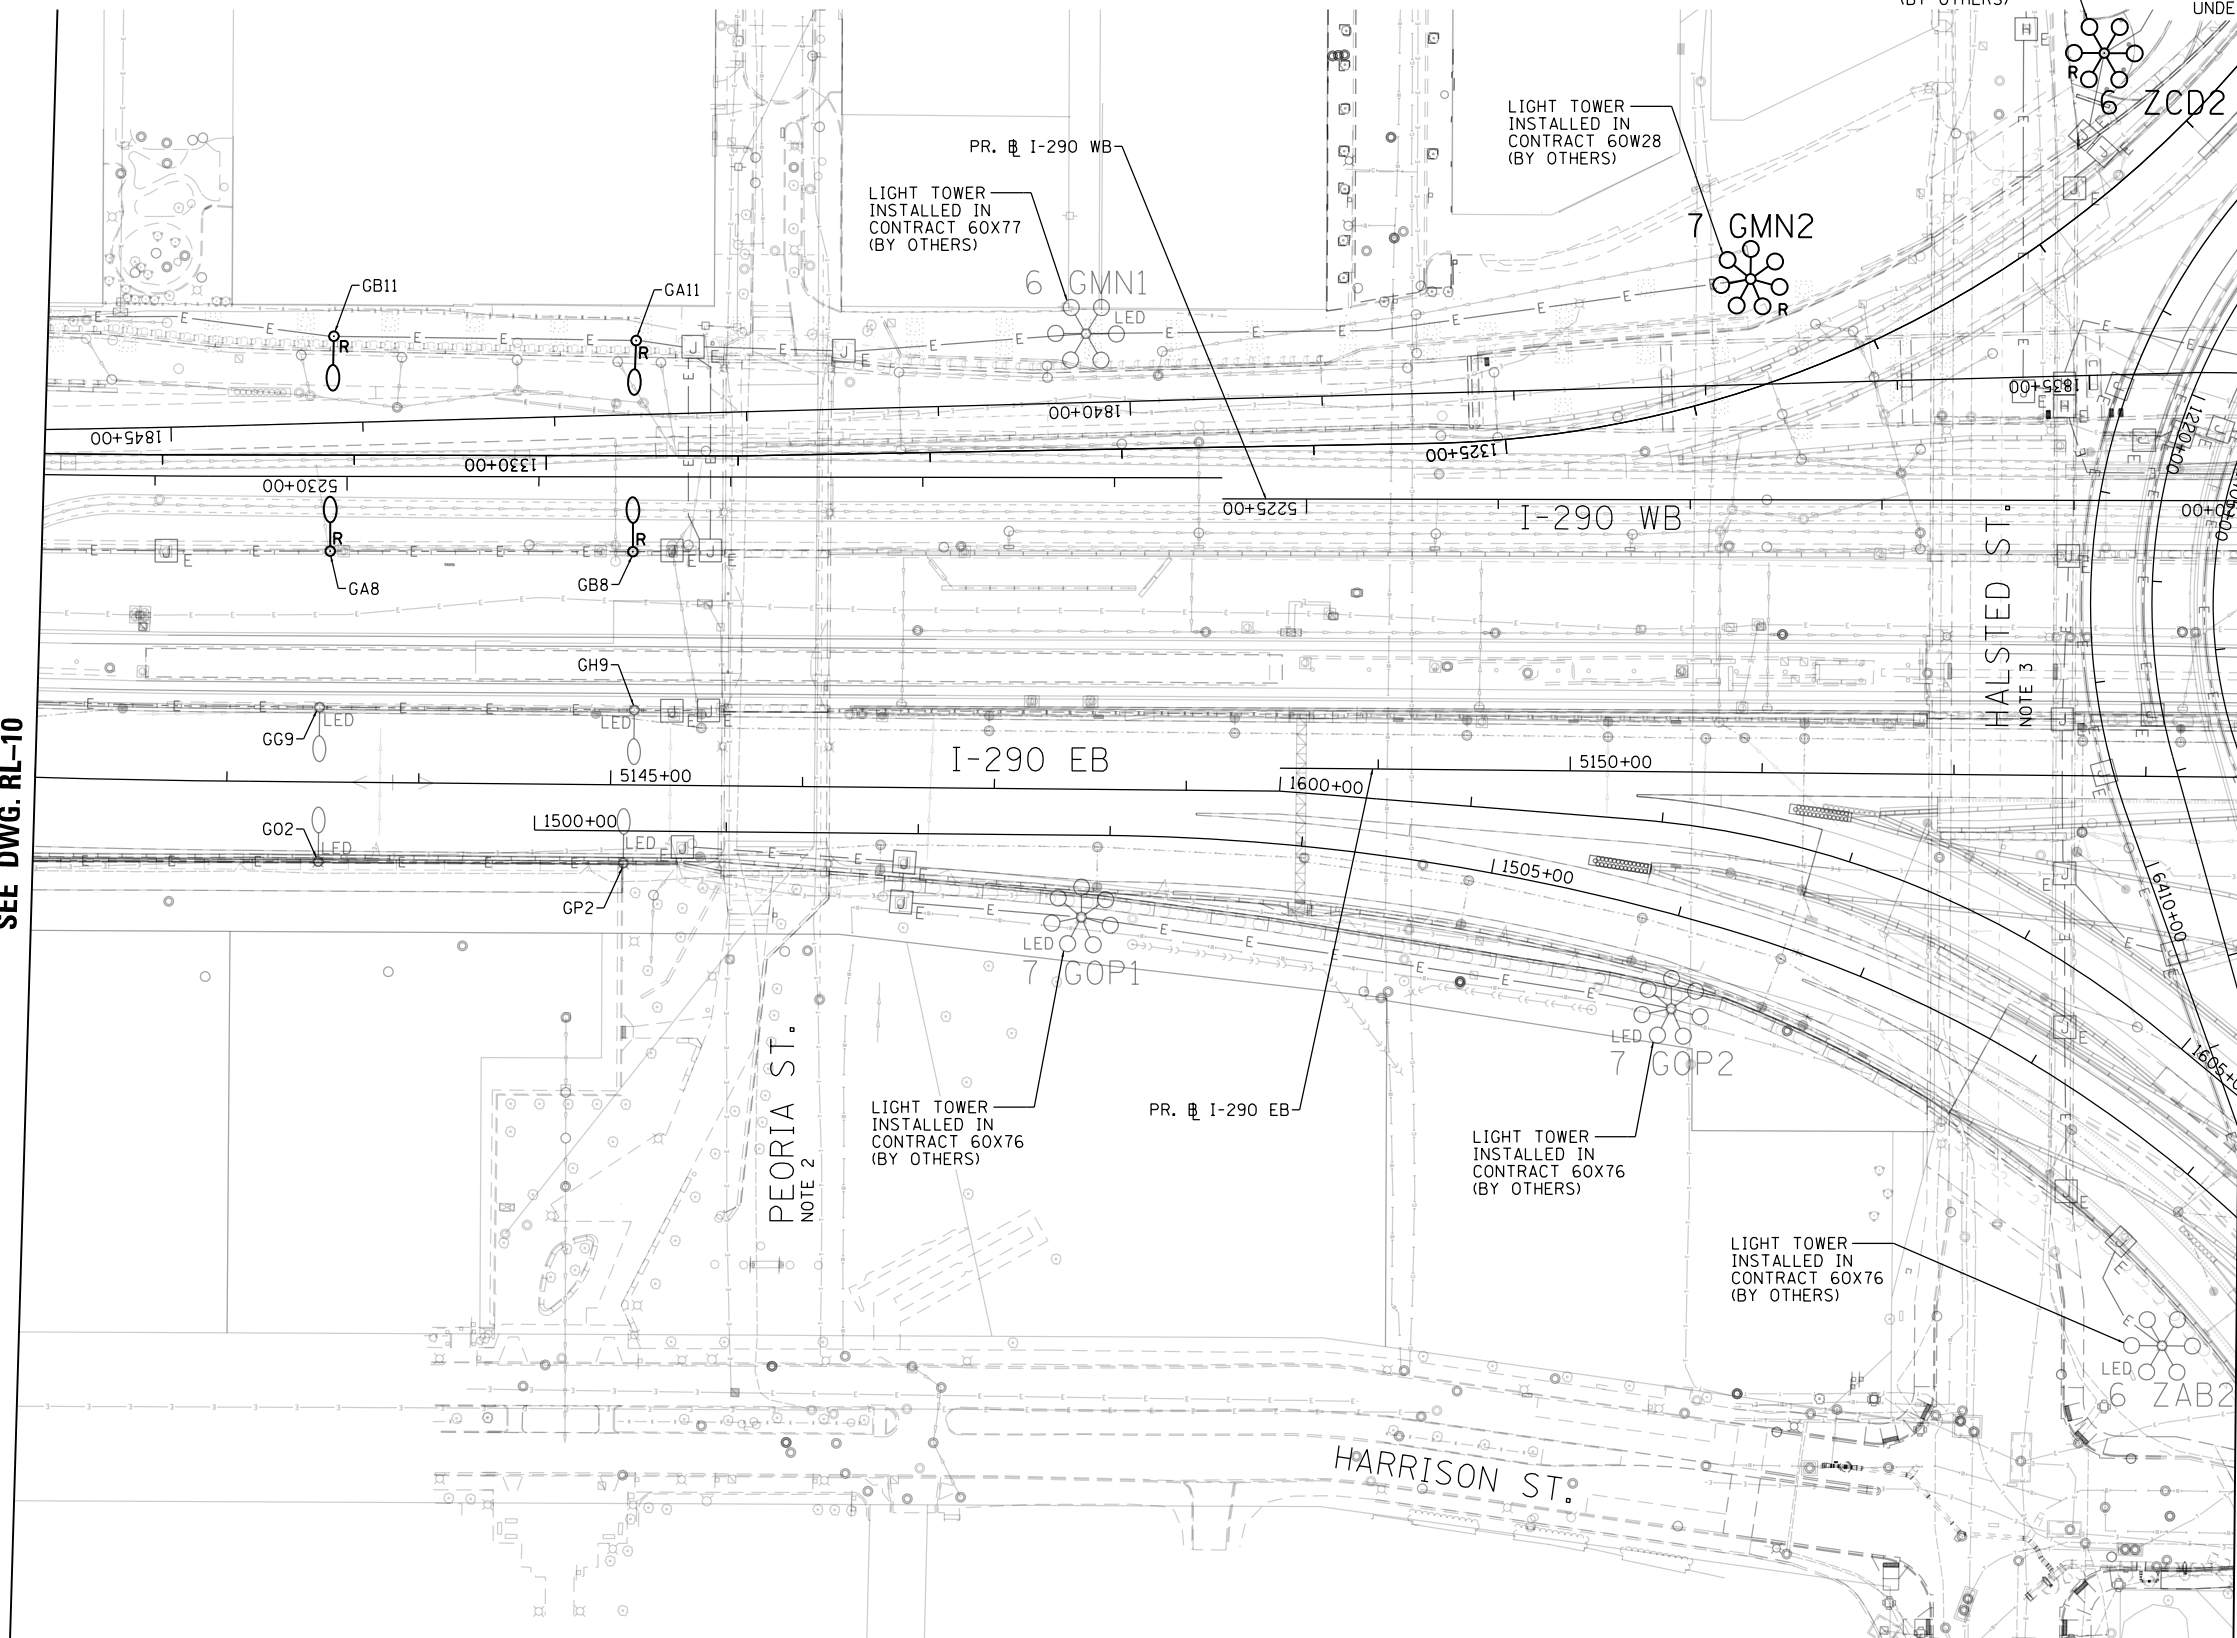 (BY OTHERS)
UNDE
R
6 ZCD2
LIGHT TOWER
INSTALLED IN
CONTRACT 60W28
(BY OTHERS)
PR. BL I-290 WB
LIGHT TOWER
INSTALLED IN
CONTRACT 60X77
(BY OTHERS)
7 GMN2
R
6 GMN1
LED
GB11
R
GA11
R
1835+00
1840+00
1845+00
1220+00
1325+00
1330+00
5230+00
5225+00
I-290 WB
HALSTED ST.
NOTE 3
R
GA8
R
GB8
GH9
LED
GG9
LED
SEE DWG. RL-10
I-290 EB
5145+00
5150+00
1600+00
1500+00
GO2
LED
LED
GP2
1505+00
6410+00
LED
7 GOP1
LED
7 GOP2
PEORIA ST.
NOTE 2
LIGHT TOWER
INSTALLED IN
CONTRACT 60X76
(BY OTHERS)
PR. BL I-290 EB
LIGHT TOWER
INSTALLED IN
CONTRACT 60X76
(BY OTHERS)
LIGHT TOWER
INSTALLED IN
CONTRACT 60X76
(BY OTHERS)
LED
6 ZAB2
HARRISON ST.